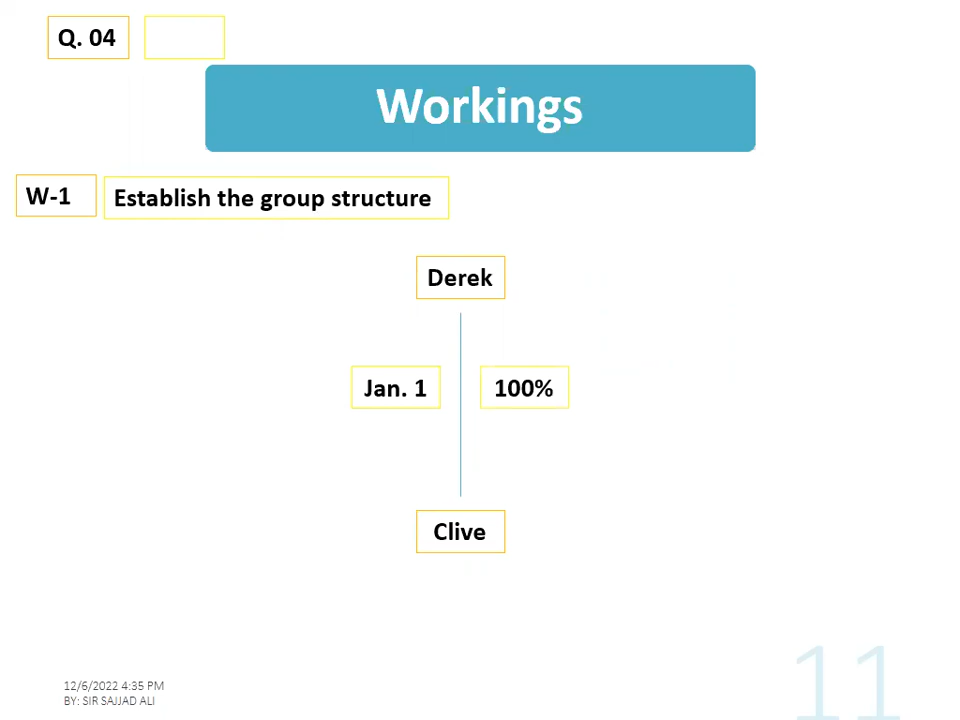 Q. 04
Workings
W-1 Establish the group structure
Derek
Jan. 1 100%
Clive
12/6/2022 4:35 PM
BY: SIR SAJJAD ALI
11